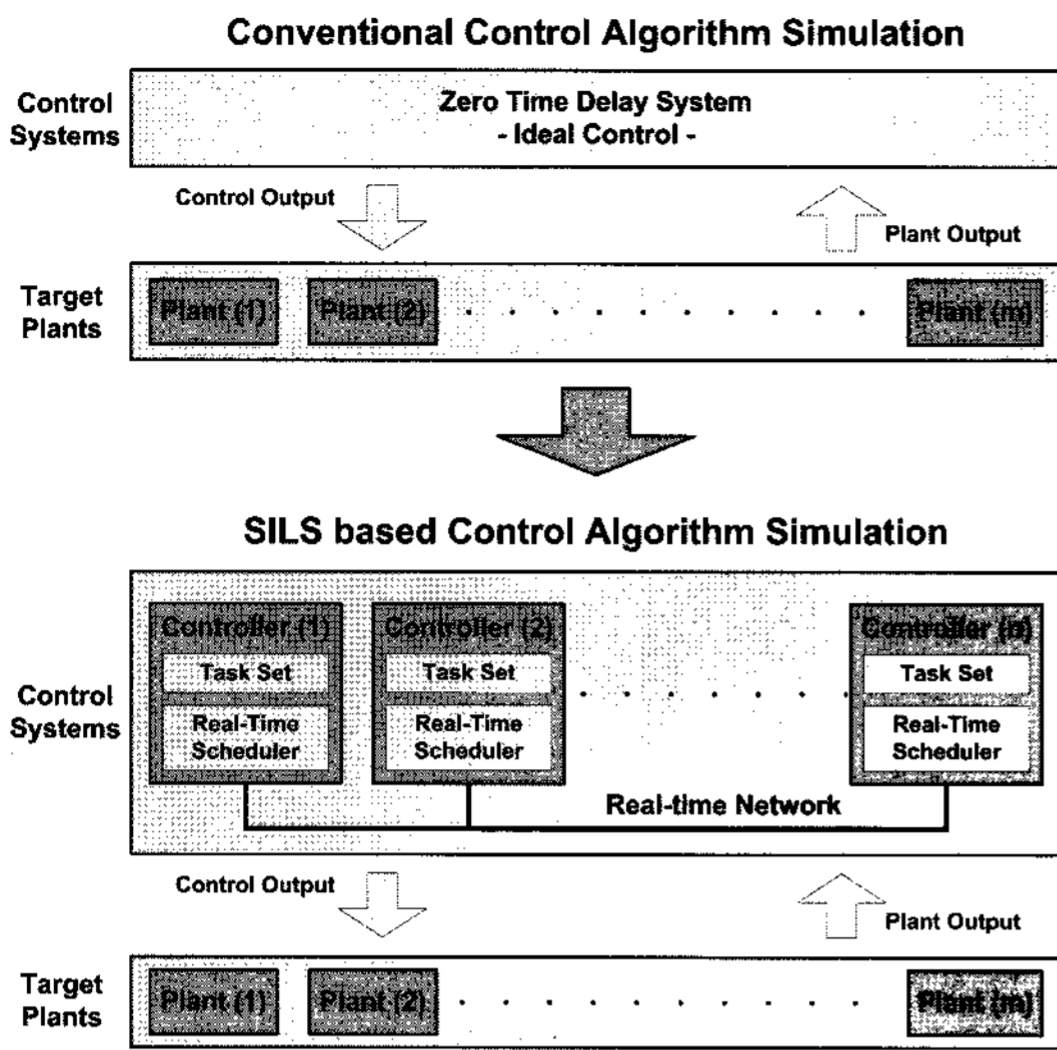 Conventional Control Algorithm Simulation
Control
Systems
Zero Time Delay System
- Ideal Control -
Control Output
Plant Output
Target
Plants
Plant (1)
Plant (2)
Plant (m)
SILS based Control Algorithm Simulation
Control
Systems
Controller (1)
Task Set
Real-Time
Scheduler
Controller (2)
Task Set
Real-Time
Scheduler
Controller (n)
Task Set
Real-Time
Scheduler
Real-time Network
Control Output
Plant Output
Target
Plants
Plant (1)
Plant (2)
Plant (m)